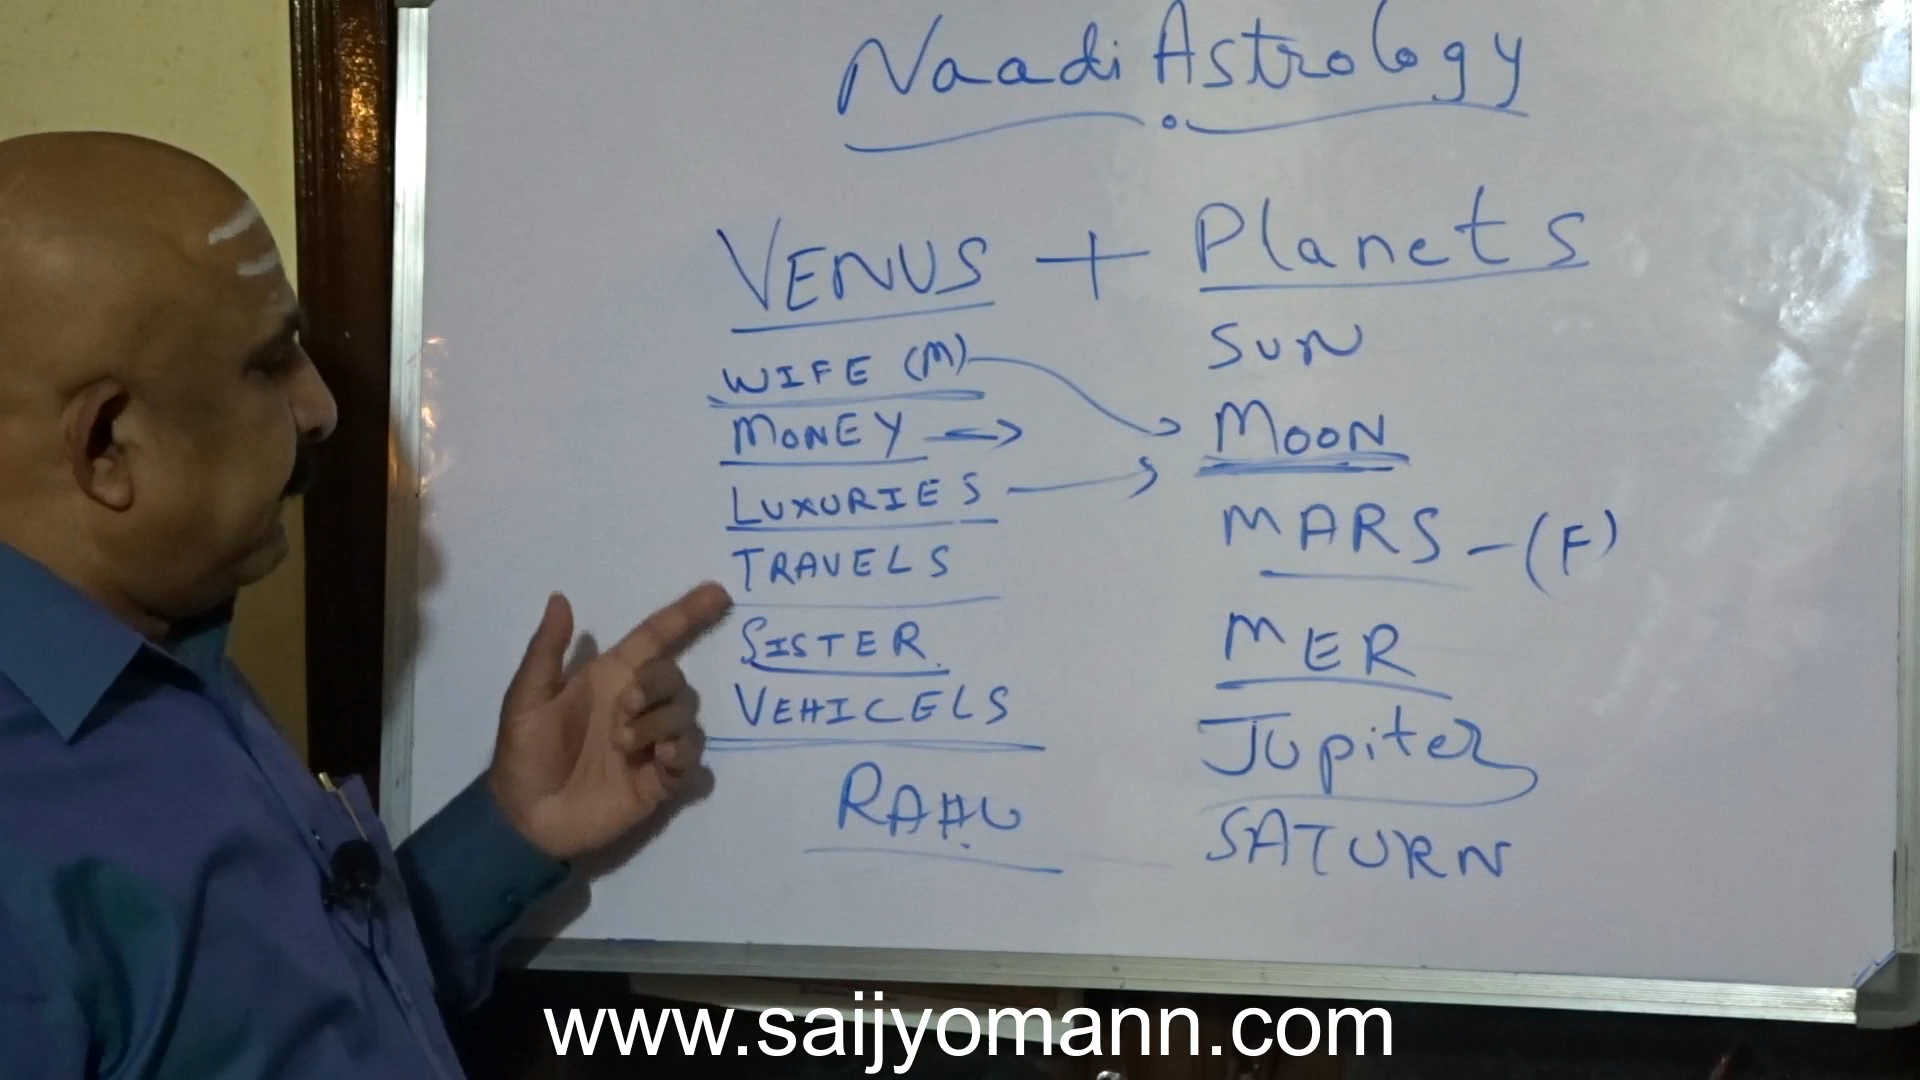 Naadi Astrology
VENUS + Planets
WIFE (M)
MONEY →
LUXURIES
TRAVELS
SISTER.
VEHICELS
RAHU
SUN
MOON
MARS - (F)
MER
Jupiter
SATURN
www.saijyomann.com